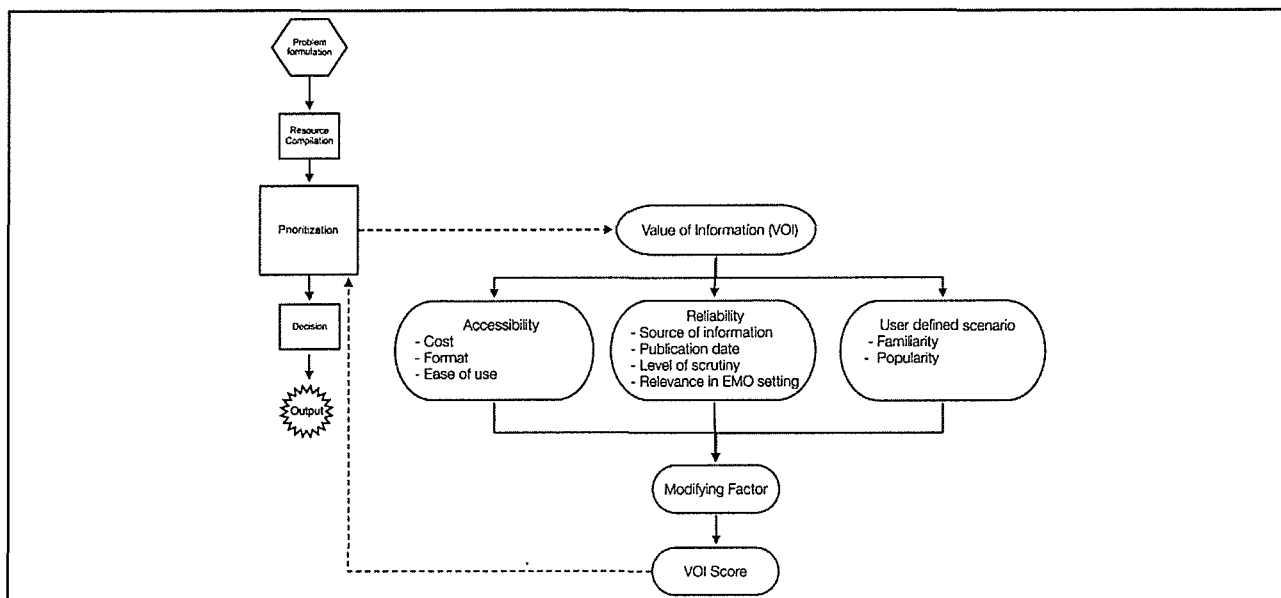 Problem
formulation
Resource
Compilation
Prioritization
Value of Information (VOI)
Decision
Accessibility
- Cost
- Format
- Ease of use
Reliability
- Source of information
- Publication date
- Level of scrutiny
- Relevance in EMO setting
User defined scenario
- Familiarity
- Popularity
Output
Modifying Factor
VOI Score